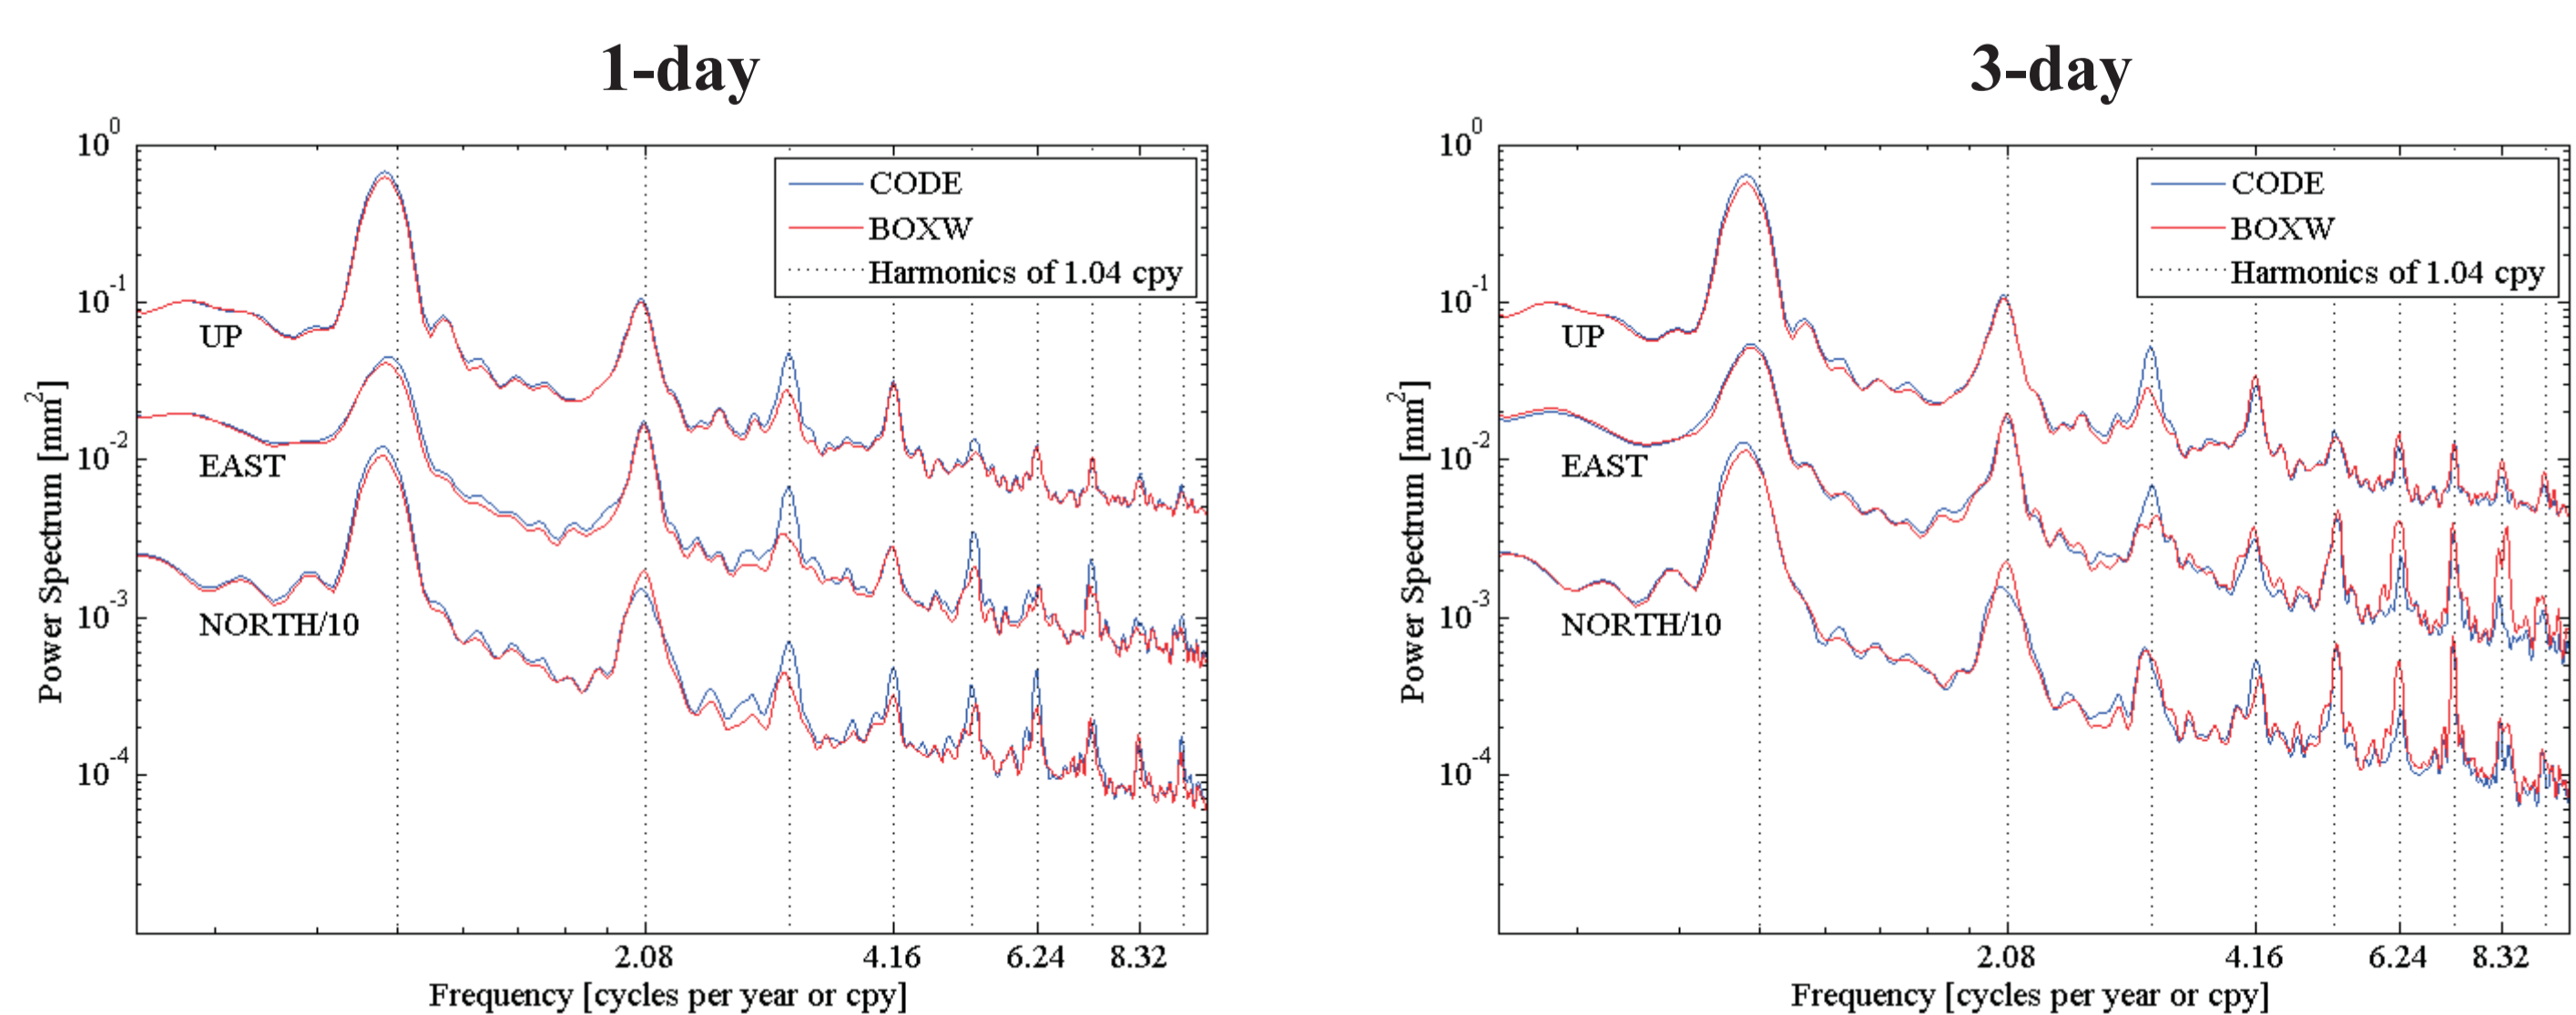 1-day
10^0
10^-1
10^-2
10^-3
10^-4
Power Spectrum [mm^2]
CODE
BOXW
Harmonics of 1.04 cpy
UP
EAST
NORTH/10
2.08 4.16 6.24 8.32
Frequency [cycles per year or cpy]
3-day
10^0
10^-1
10^-2
10^-3
10^-4
Power Spectrum [mm^2]
CODE
BOXW
Harmonics of 1.04 cpy
UP
EAST
NORTH/10
2.08 4.16 6.24 8.32
Frequency [cycles per year or cpy]